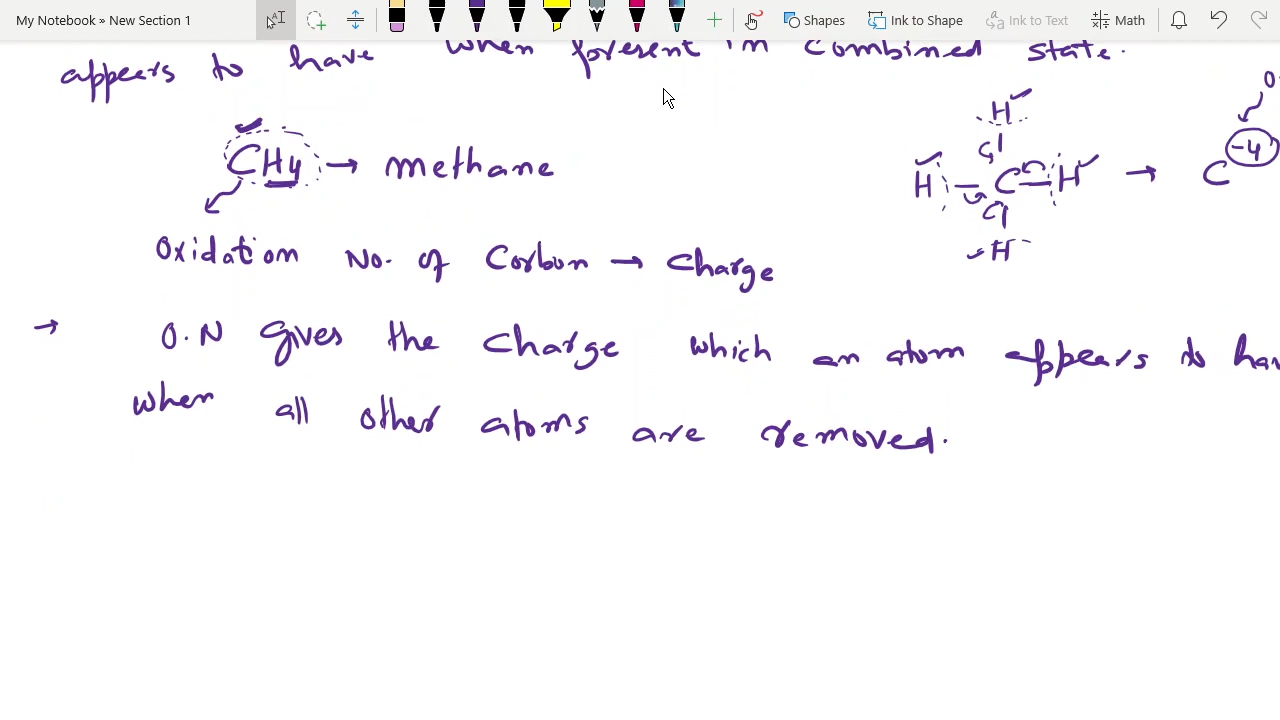 My Notebook » New Section 1
Shapes
Ink to Shape
Ink to Text
Math
appears to have when present in combined state.
CH4 → methane
H
H – C – H → C -4
H
Oxidation No. of Carbon → Charge
→ O.N gives the charge which an atom appears to hav
when all other atoms are removed.